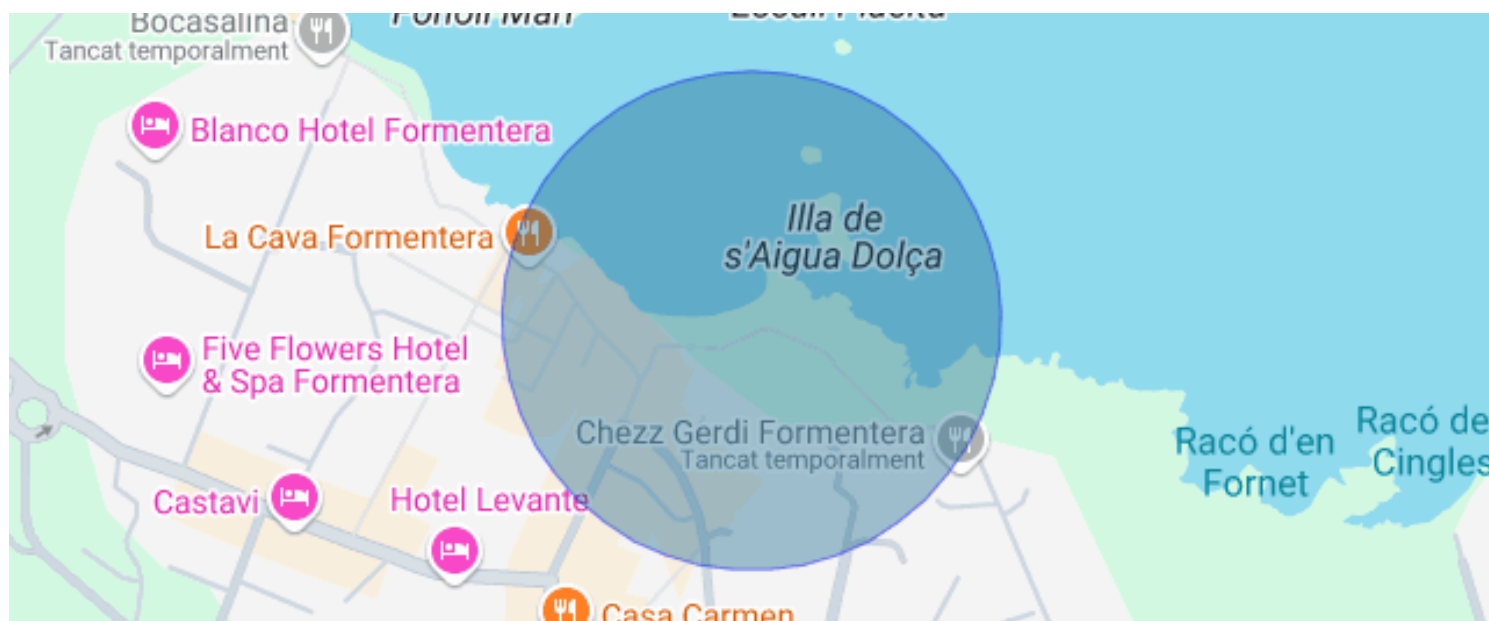 Bocasalina
Tancat temporalment
Blanco Hotel Formentera
La Cava Formentera
Illa de
s'Aigua Dolça
Five Flowers Hotel
& Spa Formentera
Chezz Gerdi Formentera
Tancat temporalment
Racó d'en
Fornet
Racó de
Cingles
Castavi
Hotel Levante
Casa Carmen